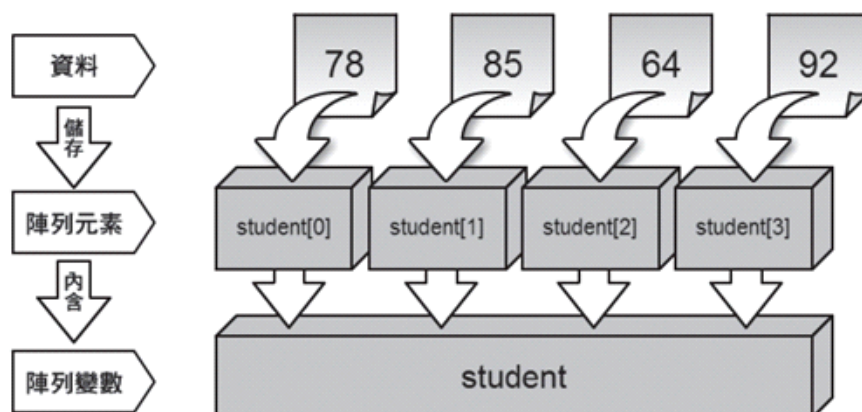 資料
78
85
64
92
儲存
陣列元素
student[0]
student[1]
student[2]
student[3]
內含
陣列變數
student